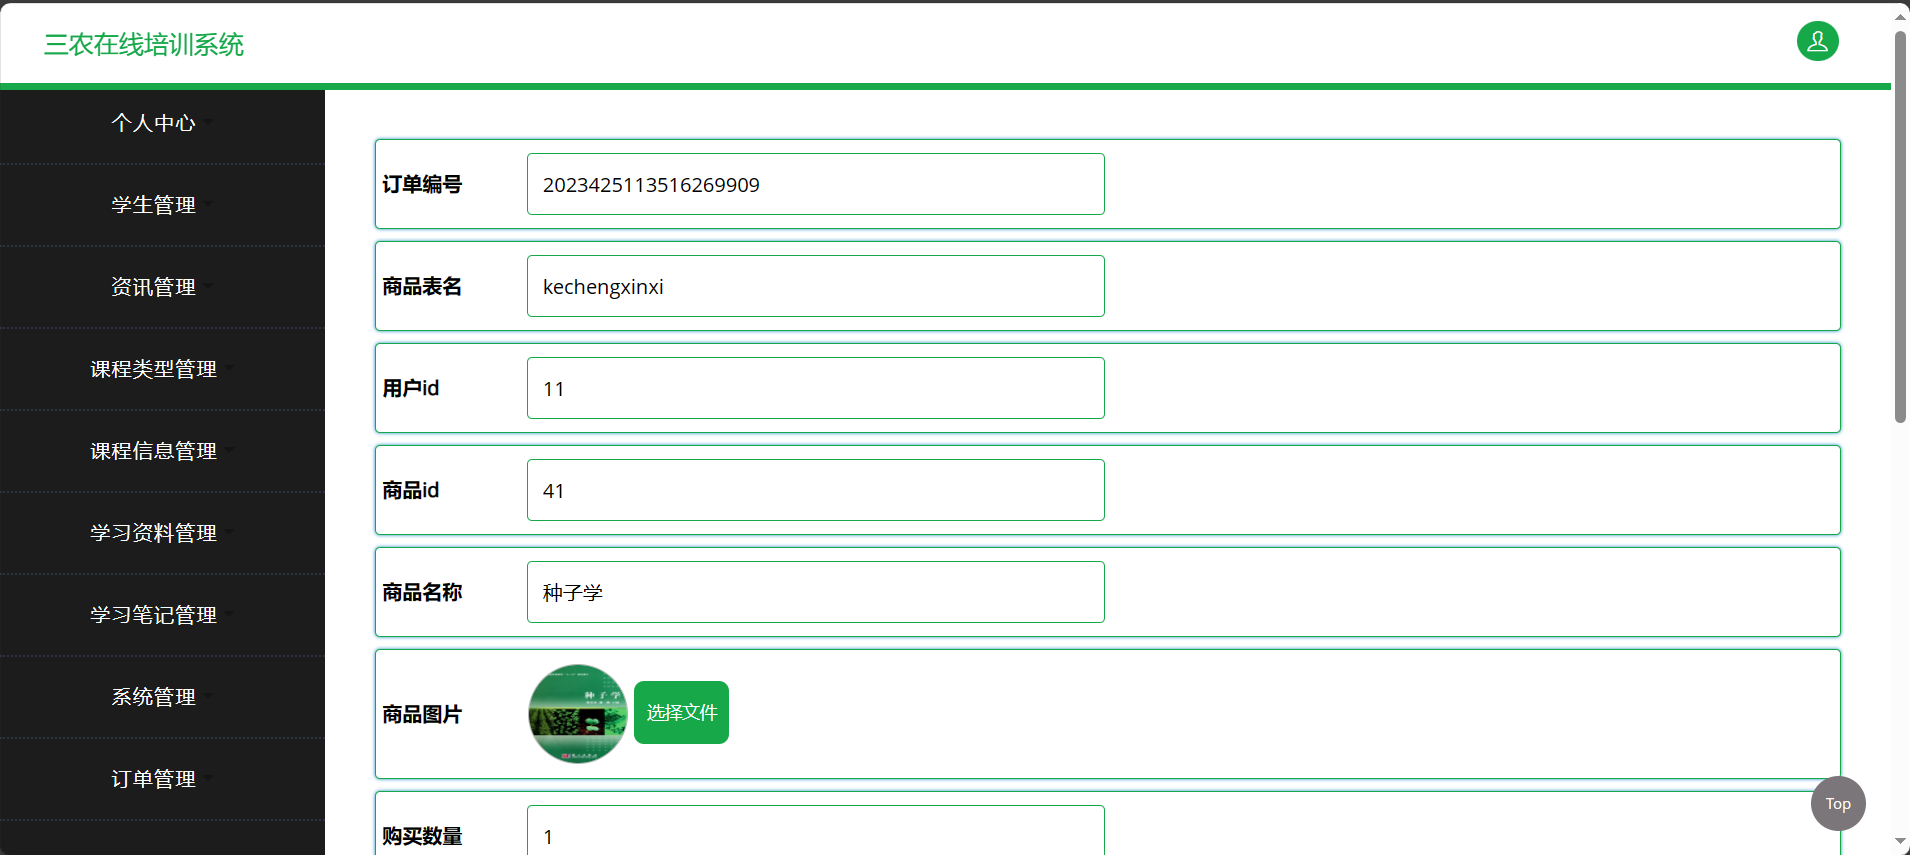 三农在线培训系统
个人中心
学生管理
资讯管理
课程类型管理
课程信息管理
学习资料管理
学习笔记管理
系统管理
订单管理
订单编号 2023425113516269909
商品表名 kechengxinxi
用户id 11
商品id 41
商品名称 种子学
商品图片 种子学 选择文件
购买数量 1
Top